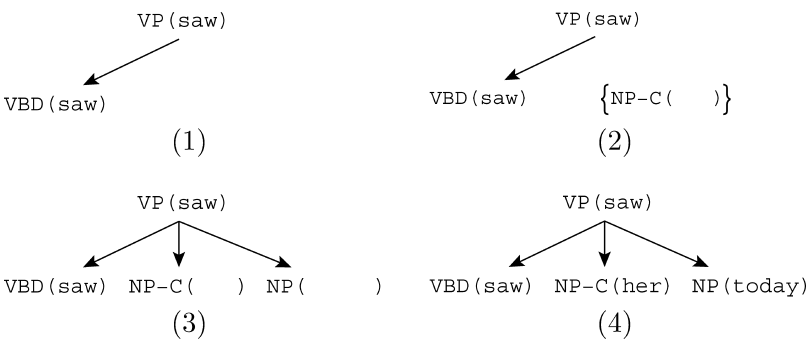 VP(saw)
VBD(saw)
(1)
VP(saw)
VBD(saw) {NP-C( )}
(2)
VP(saw)
VBD(saw) NP-C( ) NP( )
(3)
VP(saw)
VBD(saw) NP-C(her) NP(today)
(4)